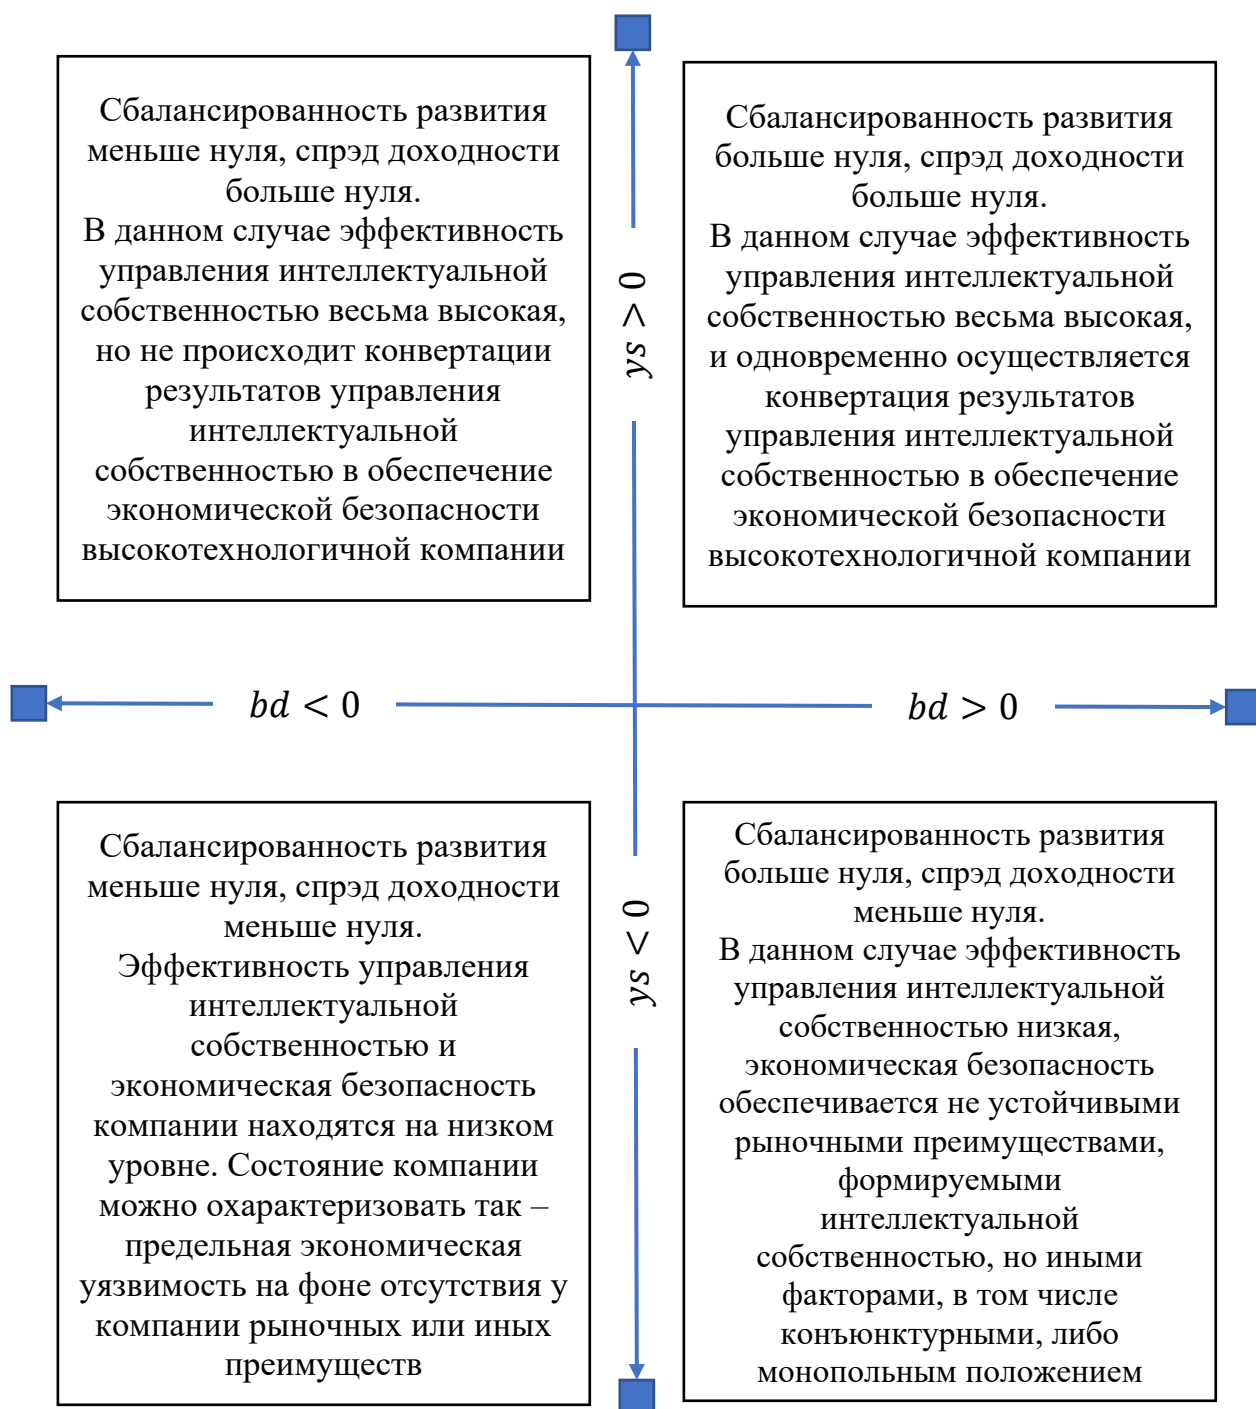 Сбалансированность развития
меньше нуля, спрэд доходности
больше нуля.
В данном случае эффективность
управления интеллектуальной
собственностью весьма высокая,
но не происходит конвертации
результатов управления
интеллектуальной
собственностью в обеспечение
экономической безопасности
высокотехнологичной компании
ys > 0
Сбалансированность развития
больше нуля, спрэд доходности
больше нуля.
В данном случае эффективность
управления интеллектуальной
собственностью весьма высокая,
и одновременно осуществляется
конвертация результатов
управления интеллектуальной
собственностью в обеспечение
экономической безопасности
высокотехнологичной компании
bd < 0
bd > 0
Сбалансированность развития
меньше нуля, спрэд доходности
меньше нуля.
Эффективность управления
интеллектуальной
собственностью и
экономическая безопасность
компании находятся на низком
уровне. Состояние компании
можно охарактеризовать так –
предельная экономическая
уязвимость на фоне отсутствия у
компании рыночных или иных
преимуществ
ys < 0
Сбалансированность развития
больше нуля, спрэд доходности
меньше нуля.
В данном случае эффективность
управления интеллектуальной
собственностью низкая,
экономическая безопасность
обеспечивается не устойчивыми
рыночными преимуществами,
формируемыми
интеллектуальной
собственностью, но иными
факторами, в том числе
конъюнктурными, либо
монопольным положением